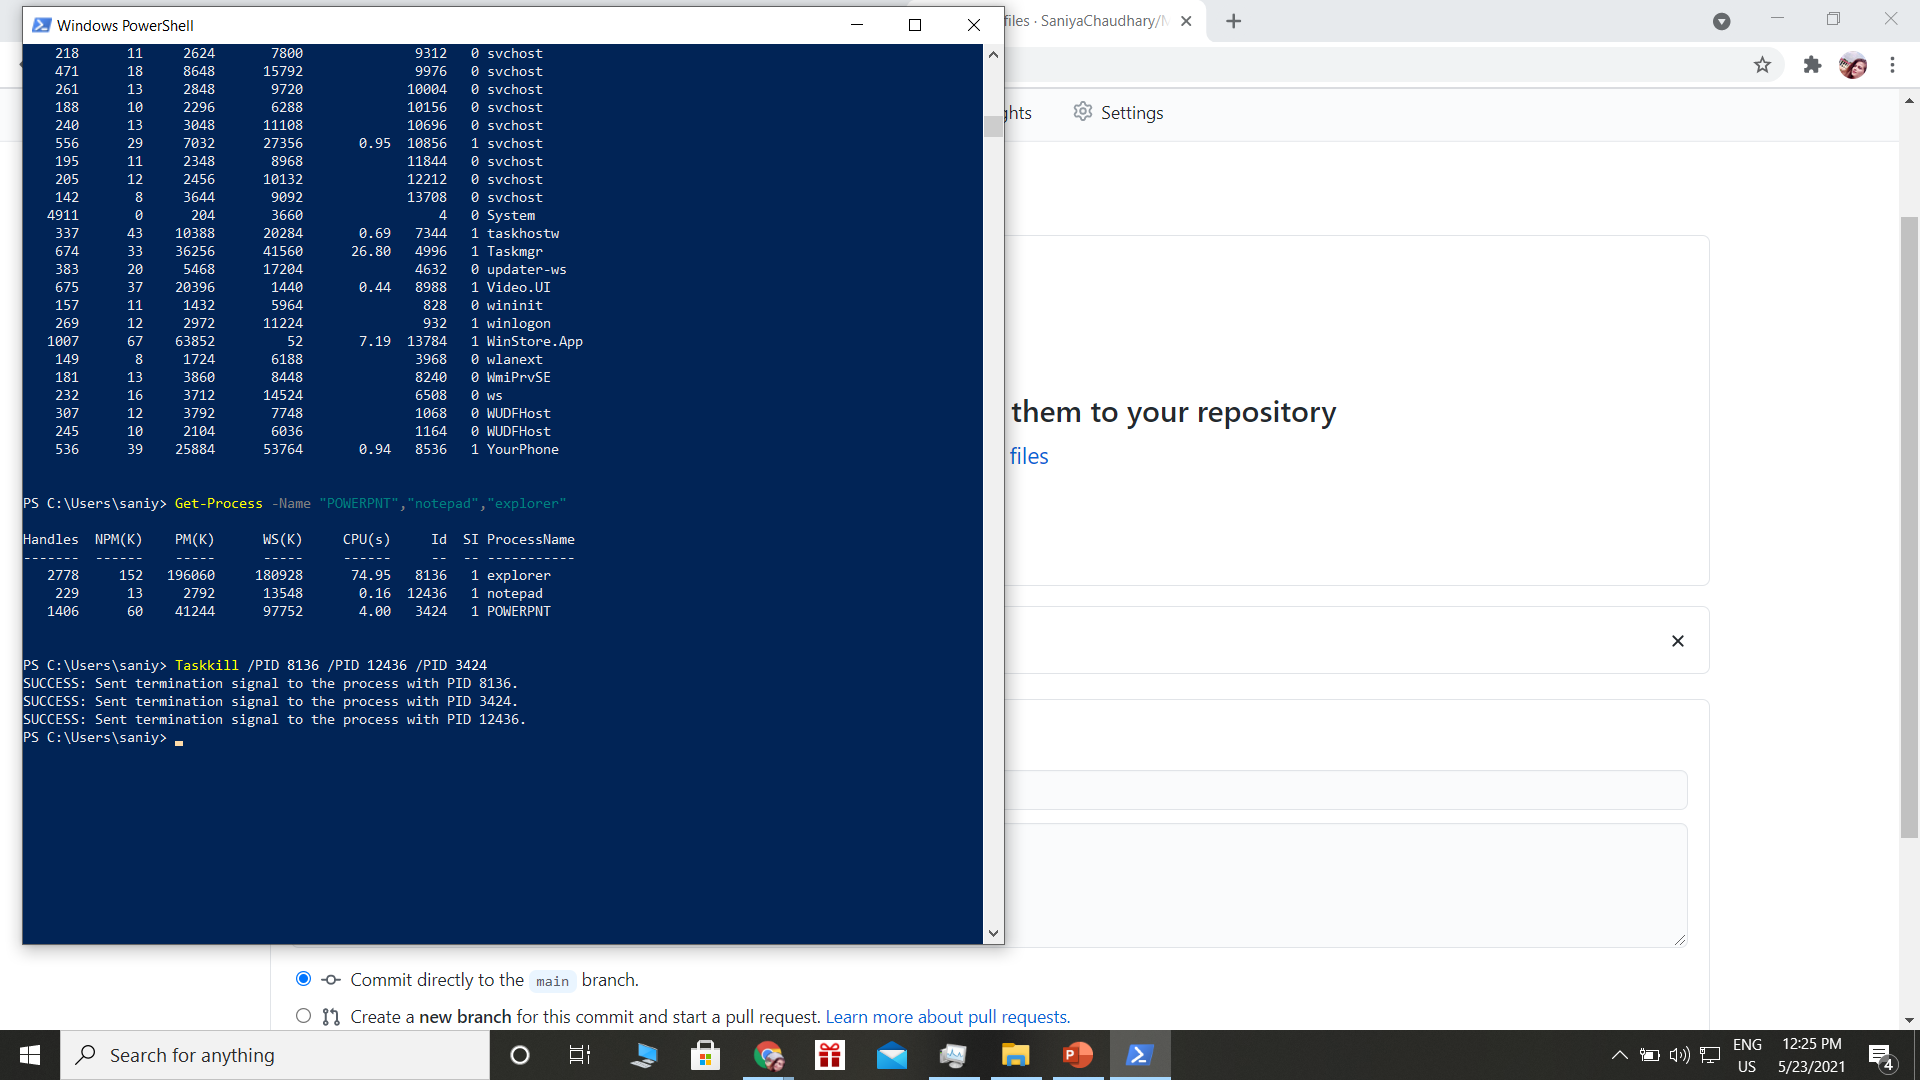 Windows PowerShell
218 11 2624 7800 9312 0 svchost
471 18 8648 15792 9976 0 svchost
261 13 2848 9720 10004 0 svchost
188 10 2296 6288 10156 0 svchost
240 13 3048 11108 10696 0 svchost
556 29 7032 27356 0.95 10856 1 svchost
195 11 2348 8968 11844 0 svchost
205 12 2456 10132 12212 0 svchost
142 8 3644 9092 13708 0 svchost
4911 0 204 3660 4 0 System
337 43 10388 20284 0.69 7344 1 taskhostw
674 33 36256 41560 26.80 4996 1 Taskmgr
383 20 5468 17204 4632 0 updater-ws
675 37 20396 1440 0.44 8988 1 Video.UI
157 11 1432 5964 828 0 wininit
269 12 2972 11224 932 1 winlogon
1007 67 63852 52 7.19 13784 1 WinStore.App
149 8 1724 6188 3968 0 wlanext
181 13 3860 8448 8240 0 WmiPrvSE
232 16 3712 14524 6508 0 ws
307 12 3792 7748 1068 0 WUDFHost
245 10 2104 6036 1164 0 WUDFHost
536 39 25884 53764 0.94 8536 1 YourPhone
PS C:\Users\saniy> Get-Process -Name "POWERPNT","notepad","explorer"
Handles NPM(K) PM(K) WS(K) CPU(s) Id SI ProcessName
------- ------ ----- ----- ------ -- -- -----------
2778 152 196060 180928 74.95 8136 1 explorer
229 13 2792 13548 0.16 12436 1 notepad
1406 60 41244 97752 4.00 3424 1 POWERPNT
PS C:\Users\saniy> Taskkill /PID 8136 /PID 12436 /PID 3424
SUCCESS: Sent termination signal to the process with PID 8136.
SUCCESS: Sent termination signal to the process with PID 3424.
SUCCESS: Sent termination signal to the process with PID 12436.
PS C:\Users\saniy>
files · SaniyaChaudhary/
ghts
Settings
them to your repository
files
Commit directly to the main branch.
Create a new branch for this commit and start a pull request. Learn more about pull requests.
Search for anything
ENG
US
12:25 PM
5/23/2021
4